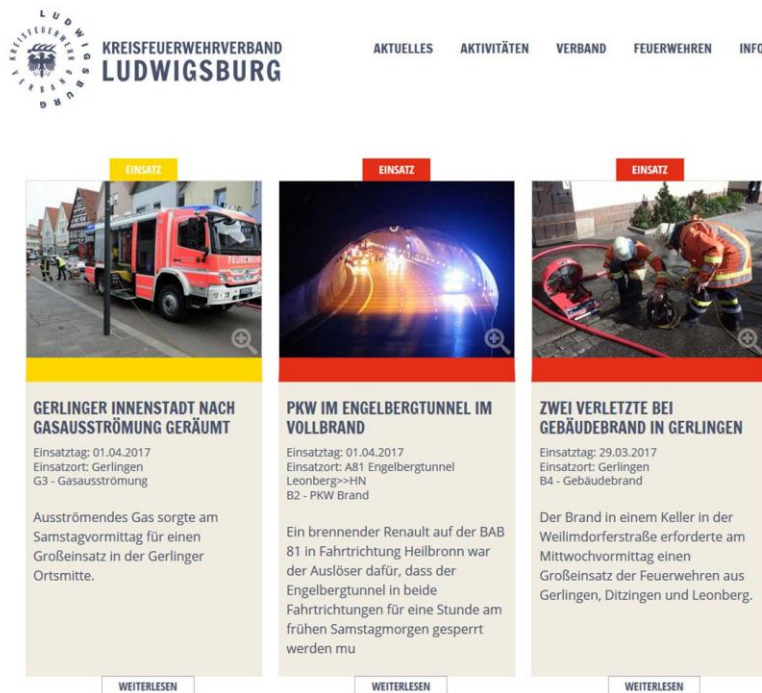 LUDWIGSBURG
KREISFEUERWEHRVERBAND
LUDWIGSBURG
AKTUELLES AKTIVITÄTEN VERBAND FEUERWEHREN INFO
EINSATZ
FEUERWEHR
GERLINGER INNENSTADT NACH
GASAUSSTRÖMUNG GERÄUMT
Einsatztag: 01.04.2017
Einsatzort: Gerlingen
G3 - Gasausströmung
Ausströmendes Gas sorgte am
Samstagvormittag für einen
Großeinsatz in der Gerlinger
Ortsmitte.
WEITERLESEN
EINSATZ
PKW IM ENGELBERGTUNNEL IM
VOLLBRAND
Einsatztag: 01.04.2017
Einsatzort: A81 Engelbergtunnel
Leonberg>>HN
B2 - PKW Brand
Ein brennender Renault auf der BAB
81 in Fahrtrichtung Heilbronn war
der Auslöser dafür, dass der
Engelbergtunnel in beide
Fahrtrichtungen für eine Stunde am
frühen Samstagmorgen gesperrt
werden mu
WEITERLESEN
EINSATZ
ZWEI VERLETZTE BEI
GEBÄUDEBRAND IN GERLINGEN
Einsatztag: 29.03.2017
Einsatzort: Gerlingen
B4 - Gebäudebrand
Der Brand in einem Keller in der
Weilimdorferstraße erforderte am
Mittwochvormittag einen
Großeinsatz der Feuerwehren aus
Gerlingen, Ditzingen und Leonberg.
WEITERLESEN